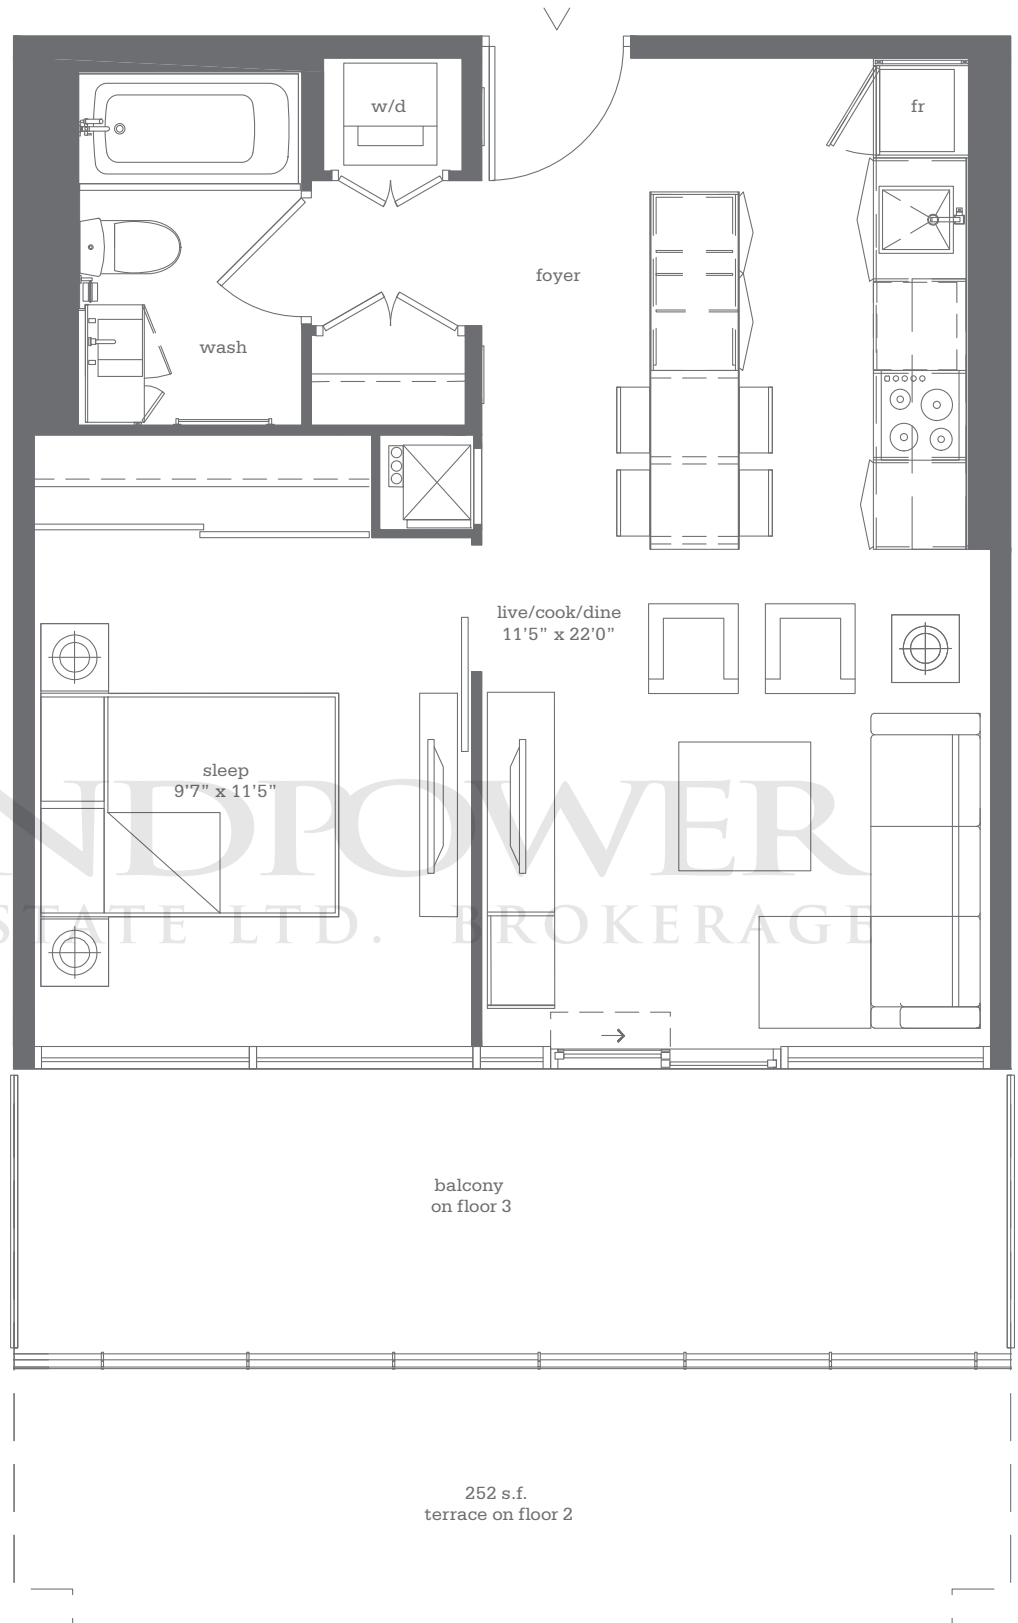 w/d
fr
foyer
wash
live/cook/dine
11'5" x 22'0"
sleep
9'7" x 11'5"
NDPOWER
STATE LTD. BROKERAGE
balcony
on floor 3
252 s.f.
terrace on floor 2